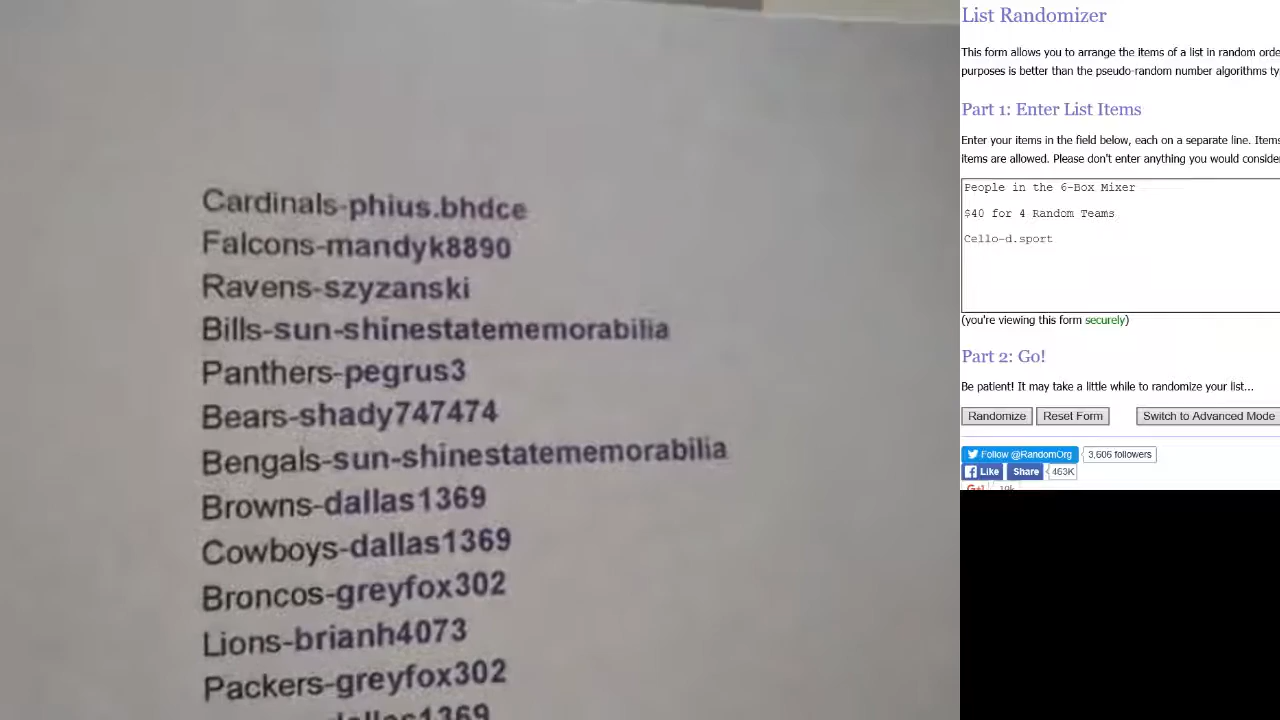 Cardinals-phius.bhdce
Falcons-mandyk8890
Ravens-szyzanski
Bills-sun-shinestatememorabilia
Panthers-pegrus3
Bears-shady747474
Bengals-sun-shinestatememorabilia
Browns-dallas1369
Cowboys-dallas1369
Broncos-greyfox302
Lions-brianh4073
Packers-greyfox302
dallas1369
List Randomizer
This form allows you to arrange the items of a list in random orde
purposes is better than the pseudo-random number algorithms ty
Part 1: Enter List Items
Enter your items in the field below, each on a separate line. Items
items are allowed. Please don't enter anything you would conside
People in the 6-Box Mixer
$40 for 4 Random Teams
Cello-d.sport
(you're viewing this form securely)
Part 2: Go!
Be patient! It may take a little while to randomize your list...
Randomize Reset Form Switch to Advanced Mode
Follow @RandomOrg 3,606 followers
Like Share 463K